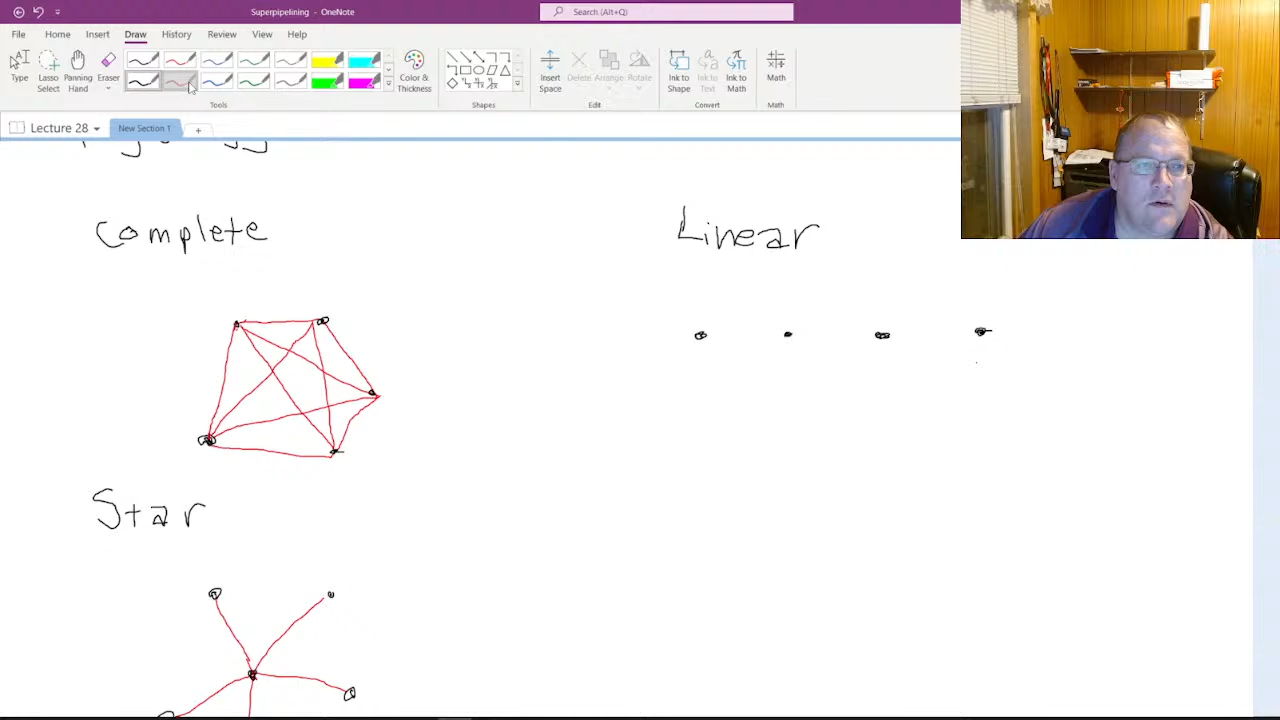 Superpipelining - OneNote
Search (Alt+Q)
File Home Insert Draw History Review View Help
Type
Lasso Select
Panning Hand
Eraser
Color & Thickness
Insert Space
Delete
Arrange
Rotate
Ink to Shape
Ink to Text
Ink to Math
Math
Tools
Shapes
Edit
Convert
Math
Lecture 28
New Section 1
+
Complete
Linear
Star